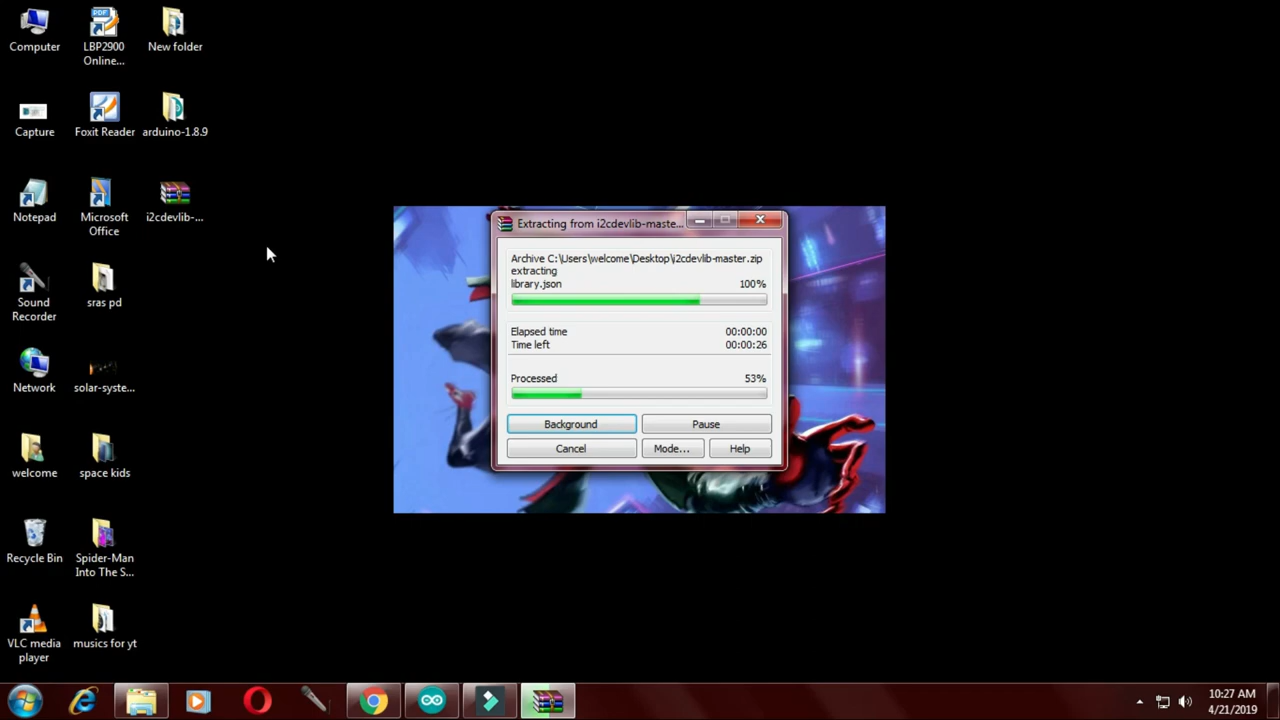 Computer
LBP2900
Online...
New folder
Capture
Foxit Reader
arduino-1.8.9
Notepad
Microsoft
Office
i2cdevlib-...
Sound
Recorder
sras pd
Network
solar-syste...
welcome
space kids
Recycle Bin
Spider-Man
Into The S...
VLC media
player
musics for yt
Extracting from i2cdevlib-maste...
Archive C:\Users\welcome\Desktop\i2cdevlib-master.zip
extracting
library.json 100%
Elapsed time 00:00:00
Time left 00:00:26
Processed 53%
Background Pause
Cancel Mode... Help
10:27 AM
4/21/2019